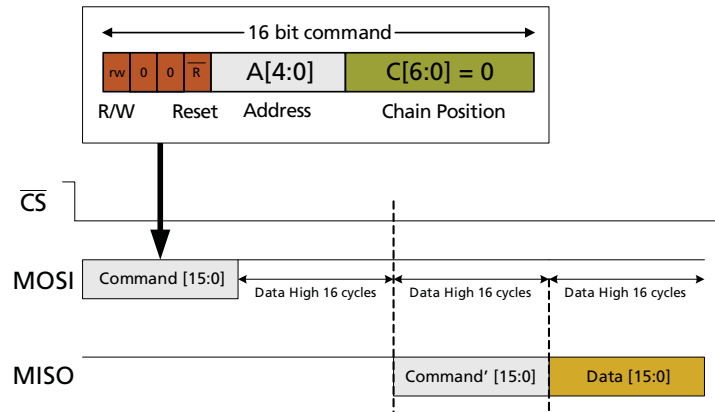 16 bit command
rw 0 0 R̅ A[4:0] C[6:0] = 0
R/W Reset Address Chain Position
C̅S̅
MOSI Command [15:0] Data High 16 cycles Data High 16 cycles Data High 16 cycles
MISO Command’ [15:0] Data [15:0]